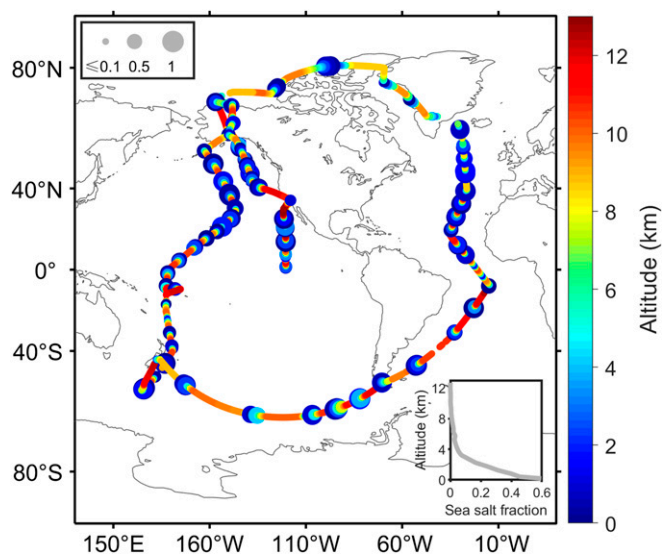 ≤0.1 0.5 1
80°N
40°N
0°
40°S
80°S
150°E 160°W 110°W 60°W 10°W
12
10
8
6
4
2
0
Altitude (km)
12
8
4
0
Altitude (km)
0 0.2 0.4 0.6
Sea salt fraction